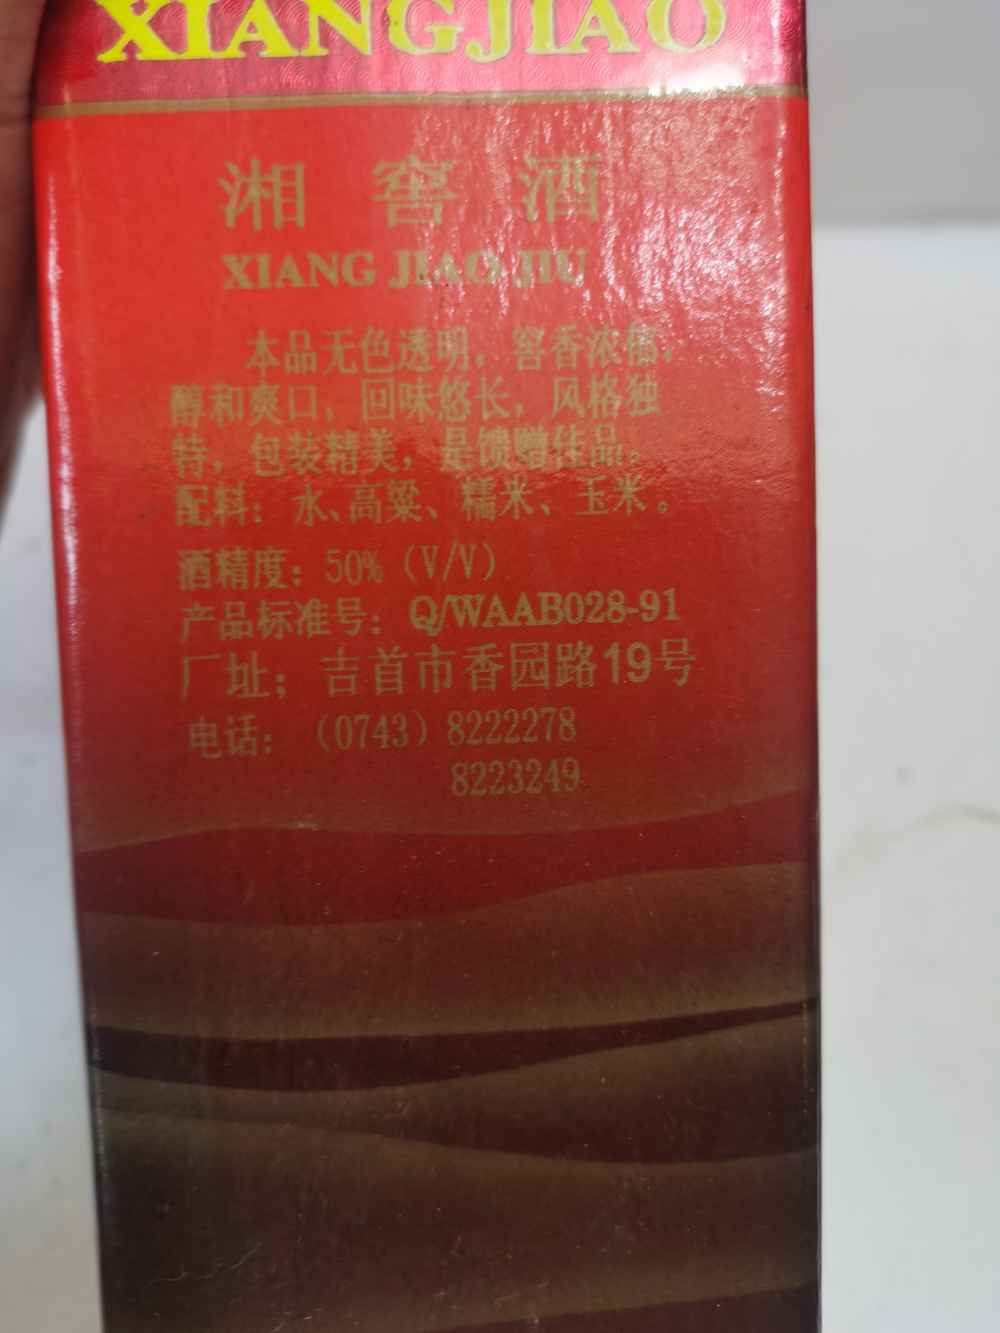 XIANGJIAO
湘窖酒
XIANG JIAO JIU
本品无色透明，窖香浓郁，
醇和爽口，回味悠长，风格独
特，包装精美，是馈赠佳品。
配料：水、高粱、糯米、玉米。
酒精度：50%（V/V）
产品标准号：Q/WAAB028-91
厂址：吉首市香园路19号
电话：（0743）8222278
8223249